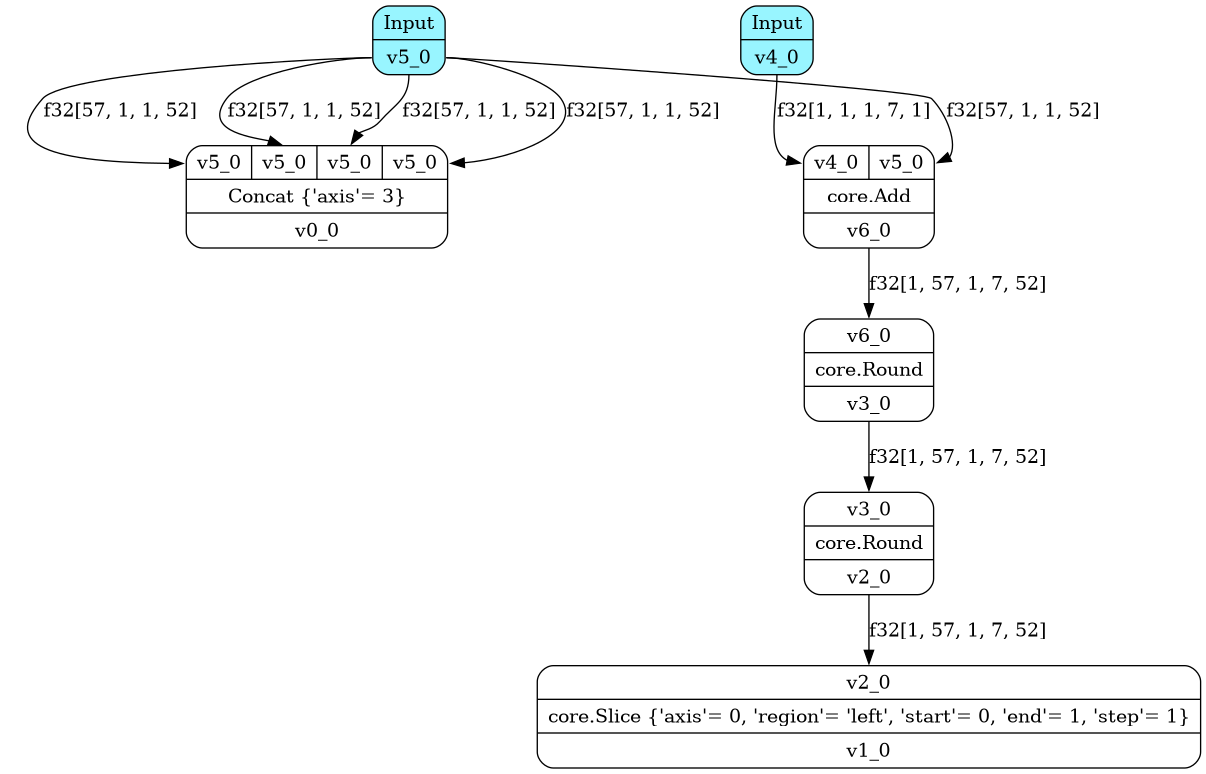 Input
v5_0
Input
v4_0
f32[57, 1, 1, 52]
f32[57, 1, 1, 52]
f32[57, 1, 1, 52]
f32[57, 1, 1, 52]
f32[1, 1, 1, 7, 1]
f32[57, 1, 1, 52]
v5_0 v5_0 v5_0 v5_0
Concat {'axis'= 3}
v0_0
v4_0 v5_0
core.Add
v6_0
f32[1, 57, 1, 7, 52]
v6_0
core.Round
v3_0
f32[1, 57, 1, 7, 52]
v3_0
core.Round
v2_0
f32[1, 57, 1, 7, 52]
v2_0
core.Slice {'axis'= 0, 'region'= 'left', 'start'= 0, 'end'= 1, 'step'= 1}
v1_0